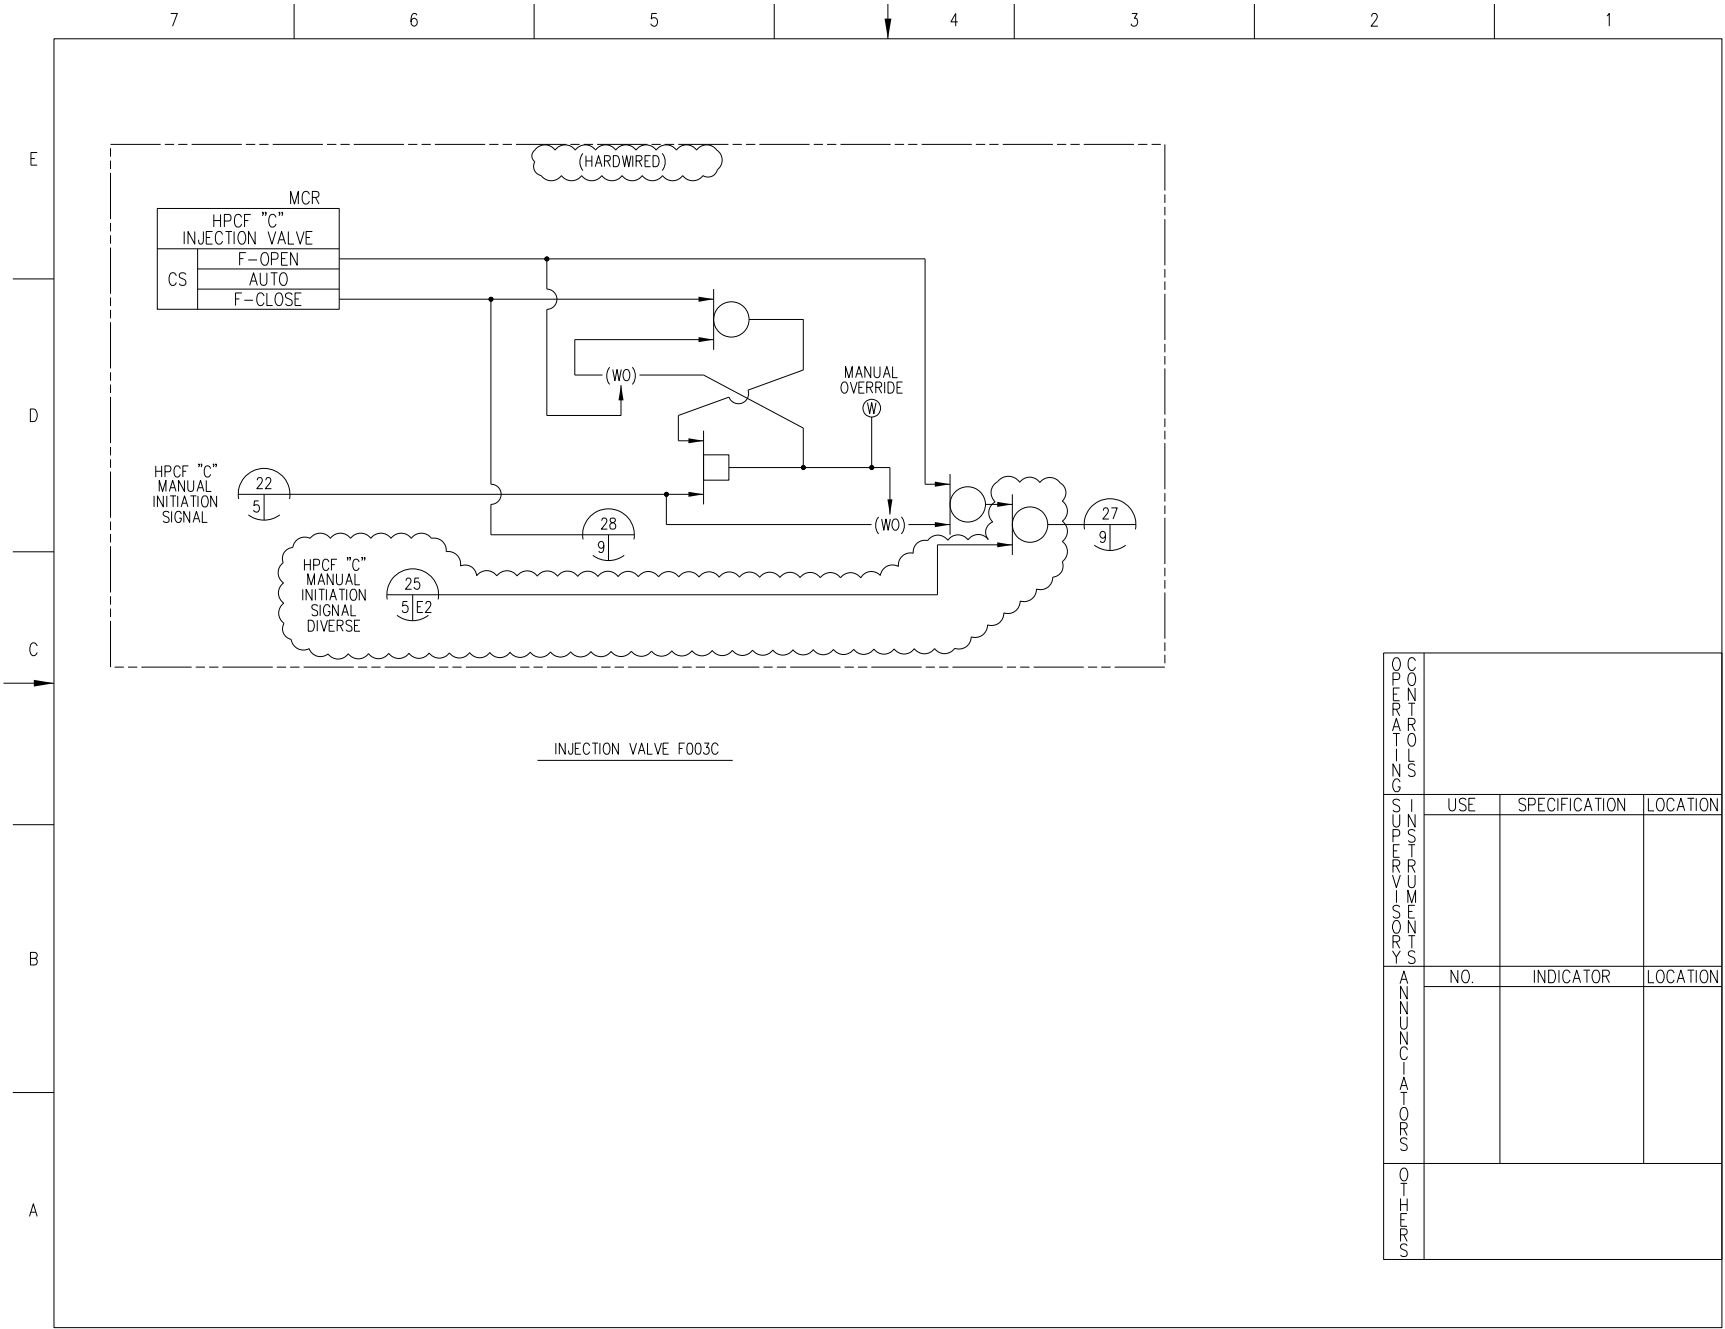 7
6
5
4
3
2
1
E
D
C
B
A
(HARDWIRED)
MCR
HPCF "C"
INJECTION VALVE
CS
F-OPEN
AUTO
F-CLOSE
(WO)
MANUAL
OVERRIDE
W
HPCF "C"
MANUAL
INITIATION
SIGNAL
22
5
(WO)
27
9
28
9
HPCF "C"
MANUAL
INITIATION
SIGNAL
DIVERSE
25
5 E2
INJECTION VALVE F003C
OPERATING
CONTROLS
SUPERVISORY
INSTRUMENTS
USE
SPECIFICATION
LOCATION
ANNUNCIATORS
NO.
INDICATOR
LOCATION
OTHERS